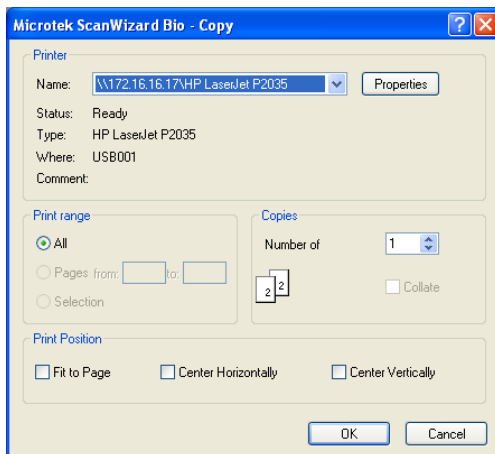 Microtek ScanWizard Bio - Copy
Printer
Name: \\172.16.16.17\HP LaserJet P2035 Properties
Status: Ready
Type: HP LaserJet P2035
Where: USB001
Comment:
Print range
All
Pages from: to:
Selection
Copies
Number of 1
2 2
Collate
Print Position
Fit to Page Center Horizontally Center Vertically
OK Cancel